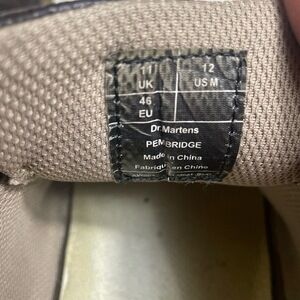 11 12
UK US M
46
EU
Dr.Martens
PEMBRIDGE
Made in China
Fabriqué en Chine